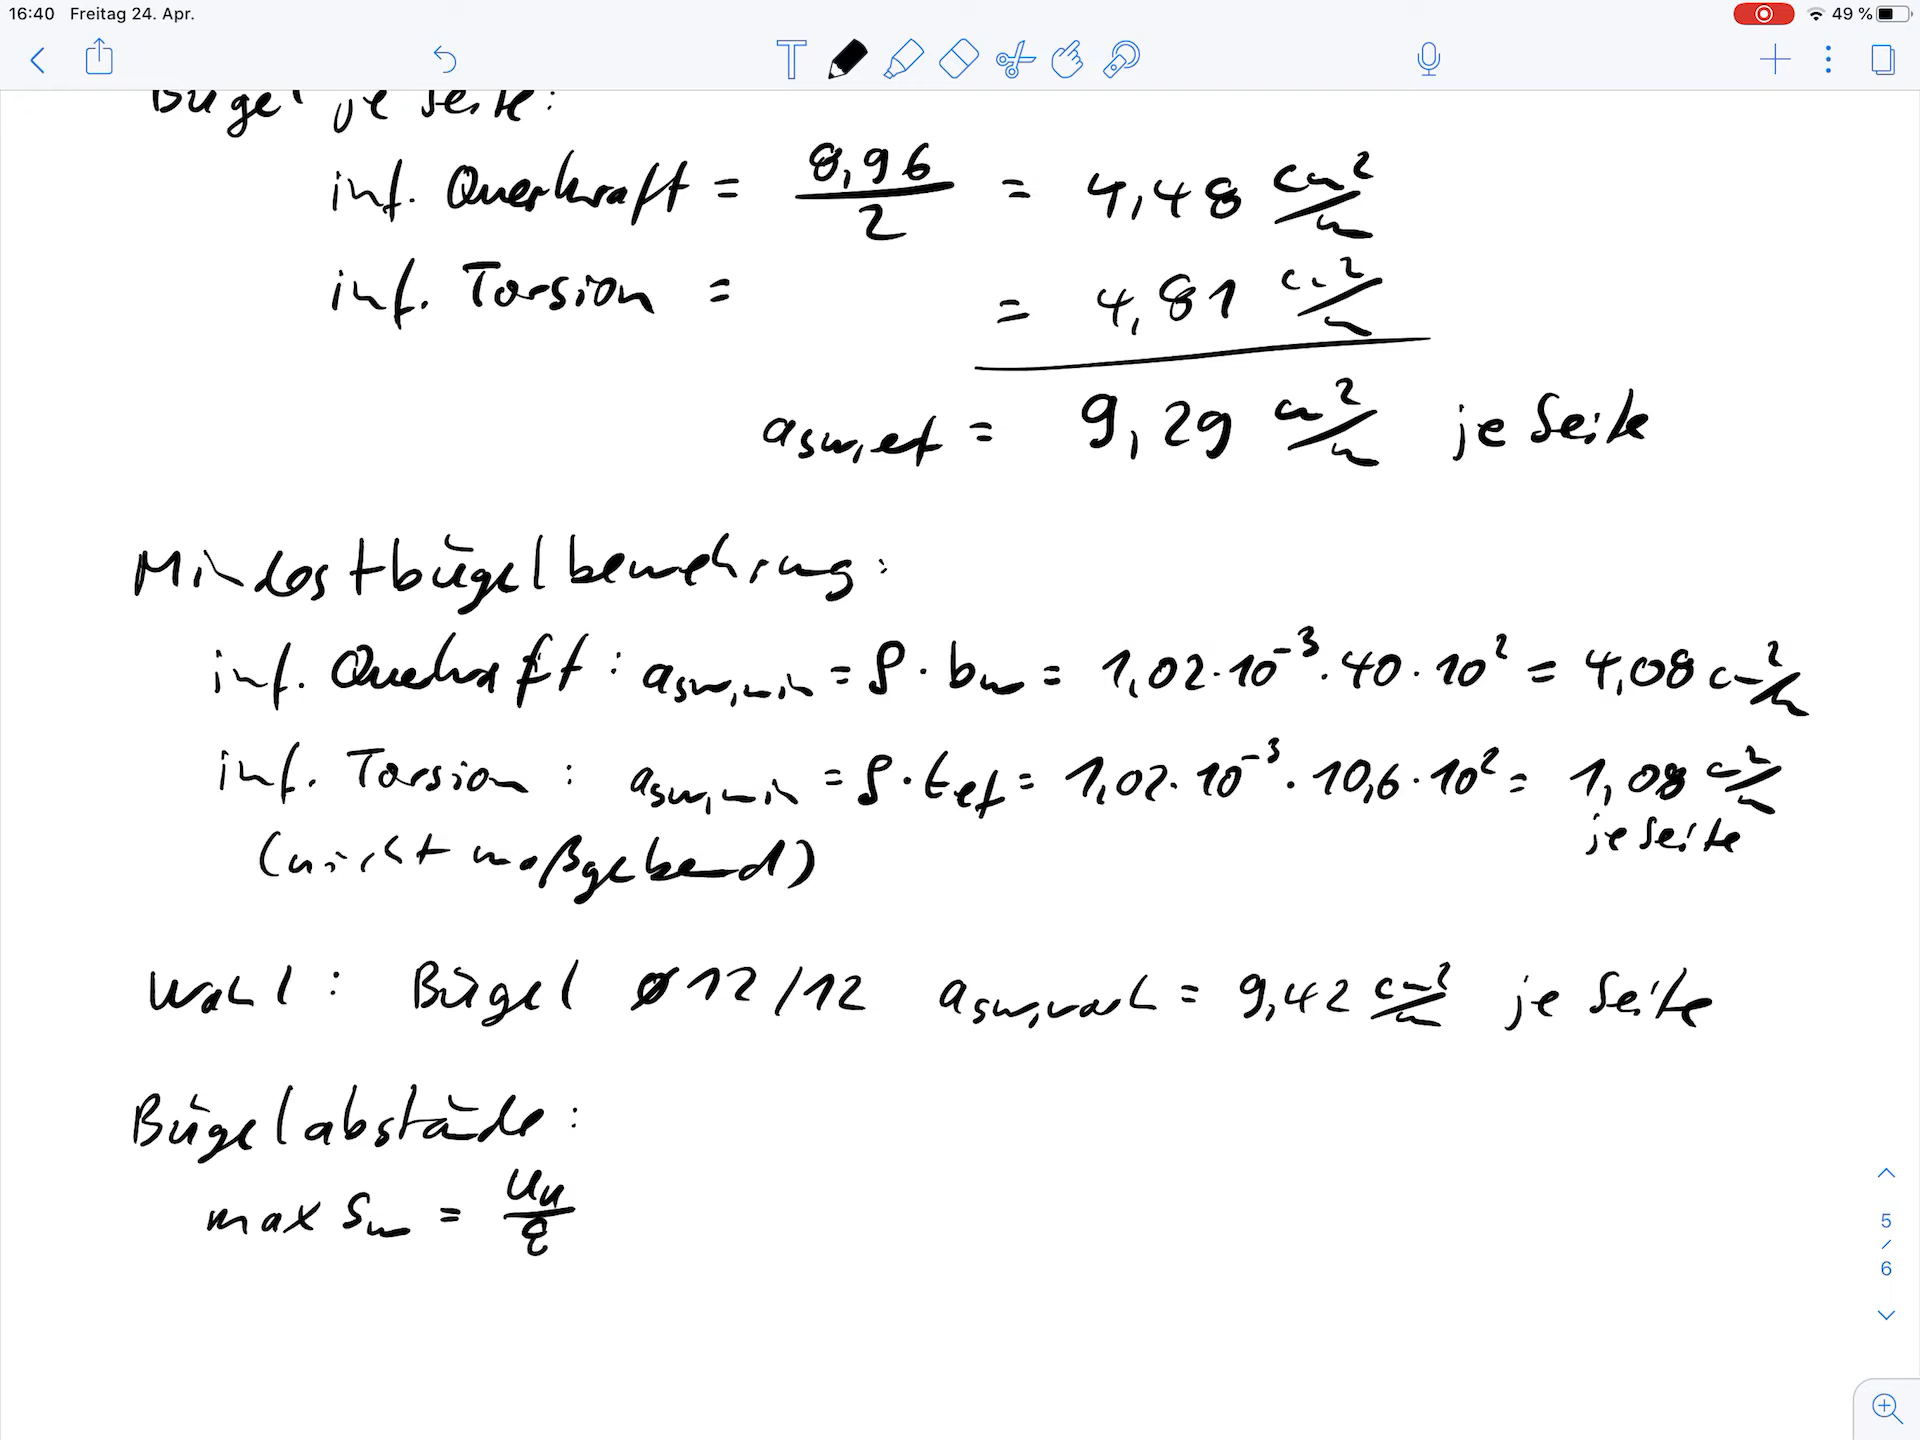 16:40 Freitag 24. Apr. 49 %
T
Bügel je Seite:
inf. Querkraft = 8,96 / 2 = 4,48 cm²/m
inf. Torsion = = 4,81 cm²/m
asw,erf = 9,29 cm²/m je Seite
Mindestbügelbewehrung:
inf. Querkraft: asw,min = ρ · bw = 1,02·10⁻³·40·10² = 4,08 cm²/m
inf. Torsion: asw,min = ρ · tef = 1,02·10⁻³·10,6·10² = 1,08 cm²/m
je Seite
(nicht maßgebend)
Wahl: Bügel ø12/12 asw,vorh = 9,42 cm²/m je Seite
Bügelabstände:
max sw = uk / 8
5
/
6